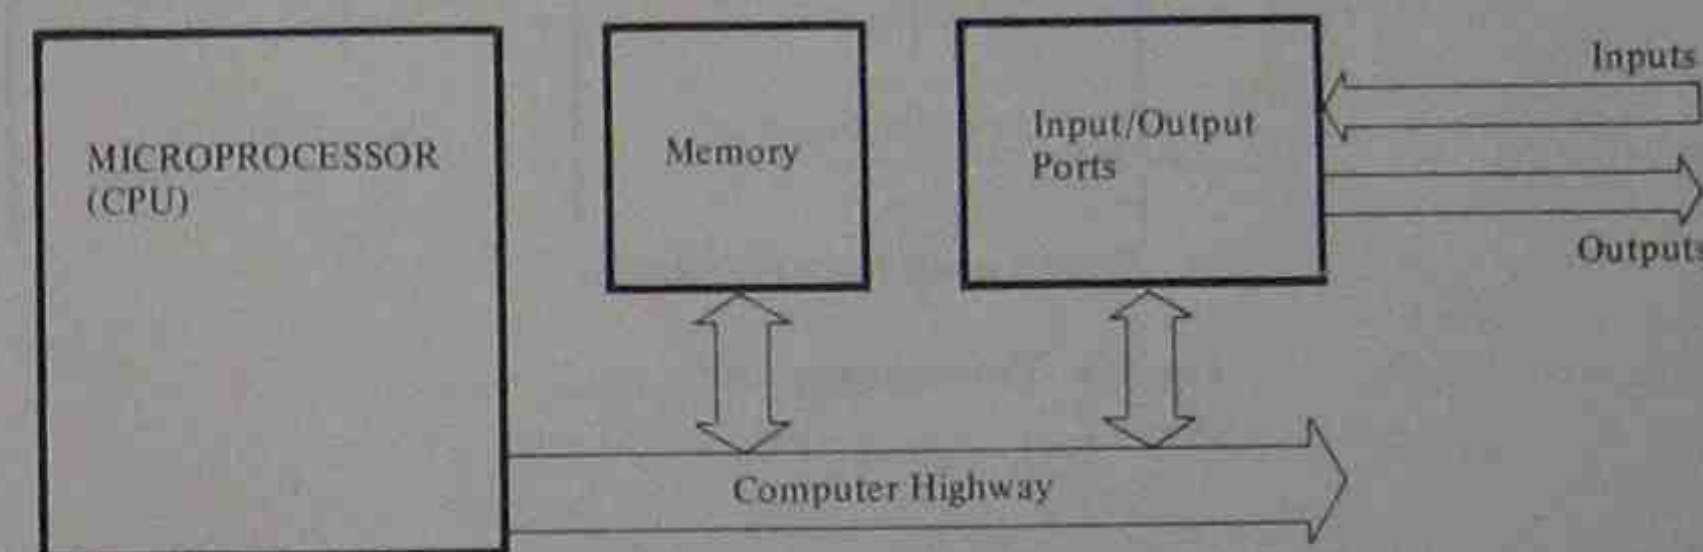 MICROPROCESSOR
(CPU)
Memory
Input/Output
Ports
Inputs
Outputs
Computer Highway